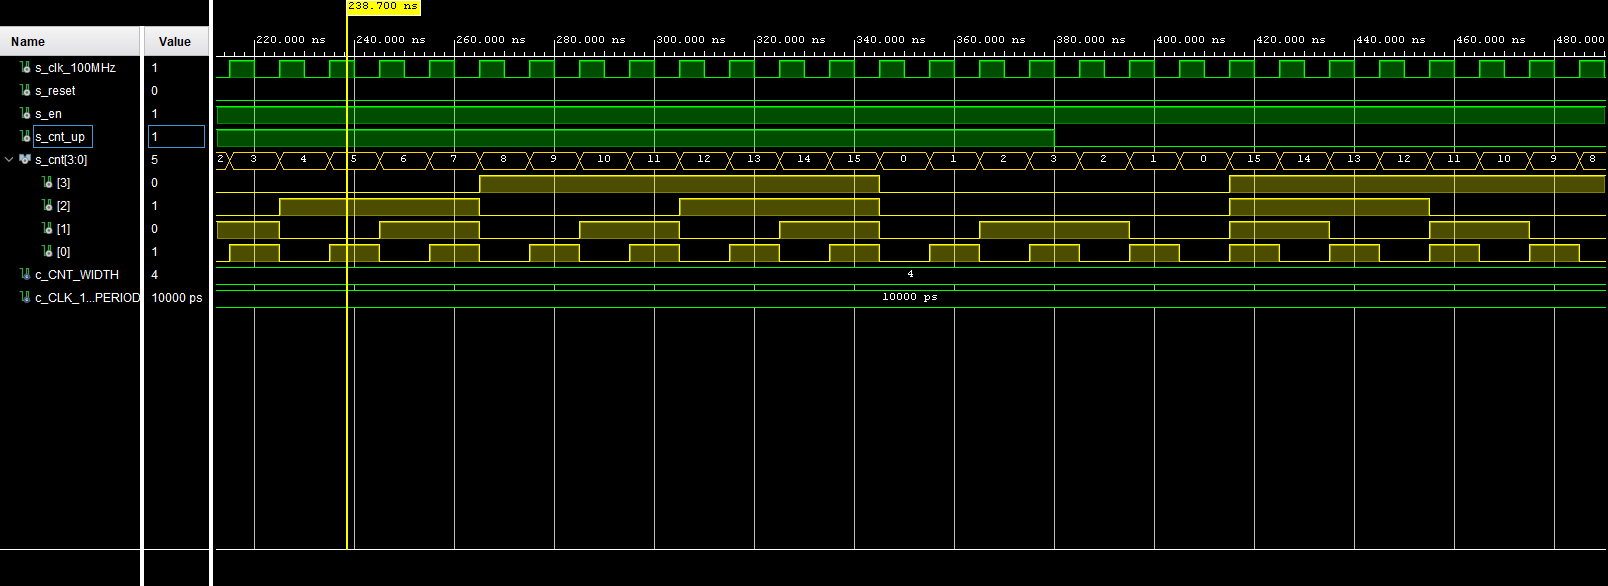 238.700 ns
Name Value
220.000 ns 240.000 ns 260.000 ns 280.000 ns 300.000 ns 320.000 ns 340.000 ns 360.000 ns 380.000 ns 400.000 ns 420.000 ns 440.000 ns 460.000 ns 480.000
s_clk_100MHz 1
s_reset 0
s_en 1
s_cnt_up 1
s_cnt[3:0] 5 2 3 4 5 6 7 8 9 10 11 12 13 14 15 0 1 2 3 2 1 0 15 14 13 12 11 10 9 8
[3] 0
[2] 1
[1] 0
[0] 1
c_CNT_WIDTH 4 4
c_CLK_1...PERIOD 10000 ps 10000 ps